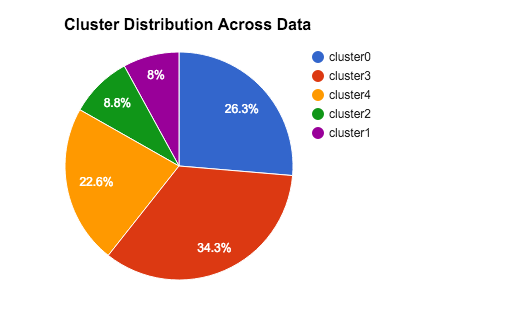 Cluster Distribution Across Data
cluster0
cluster3
cluster4
cluster2
cluster1
8%
8.8%
26.3%
22.6%
34.3%